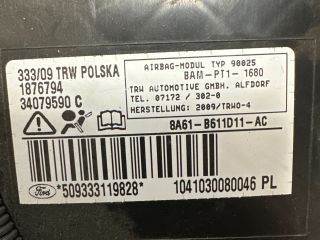 333/09 TRW POLSKA
1876794
34079590 C
AIRBAG-MODUL TYP 90025
BAM-PT1-1680
TRW AUTOMOTIVE GMBH. ALFDORF
TEL. 07172 / 302-0
HERSTELLUNG: 2009/TRWO-4
8A61-B611D11-AC
Ford
*509333119828*
1041030080046 PL